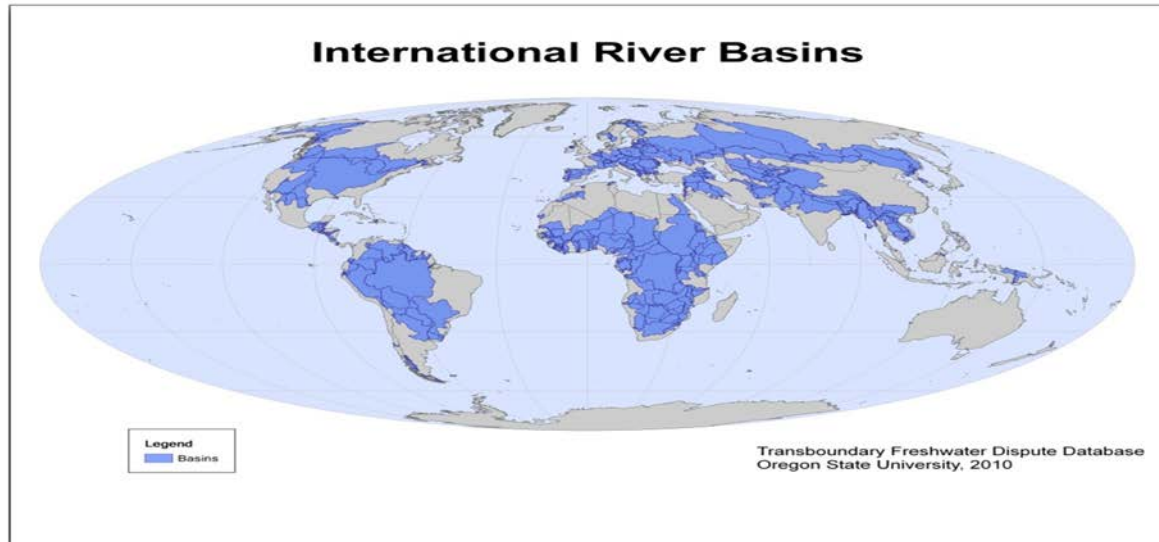 International River Basins
Legend
Basins
Transboundary Freshwater Dispute Database
Oregon State University, 2010